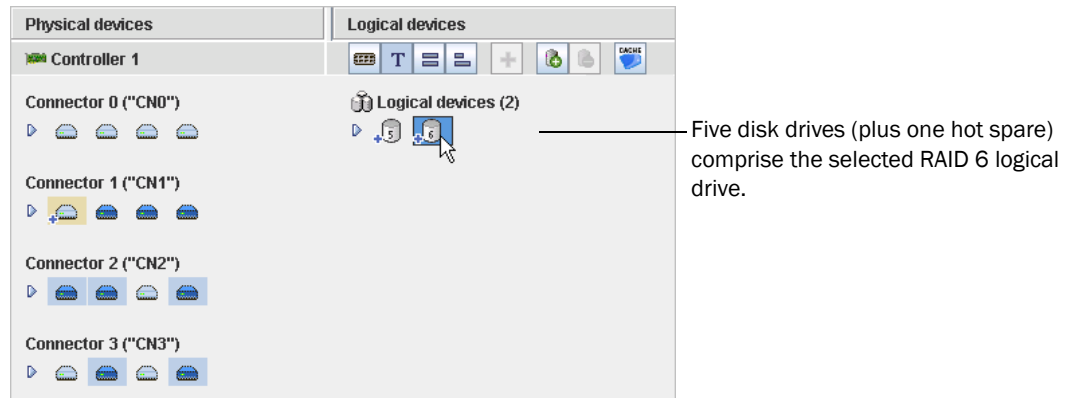 Physical devices
Logical devices
Controller 1
T
CACHE
Connector 0 ("CN0")
Logical devices (2)
5
6
Five disk drives (plus one hot spare)
comprise the selected RAID 6 logical
drive.
Connector 1 ("CN1")
Connector 2 ("CN2")
Connector 3 ("CN3")